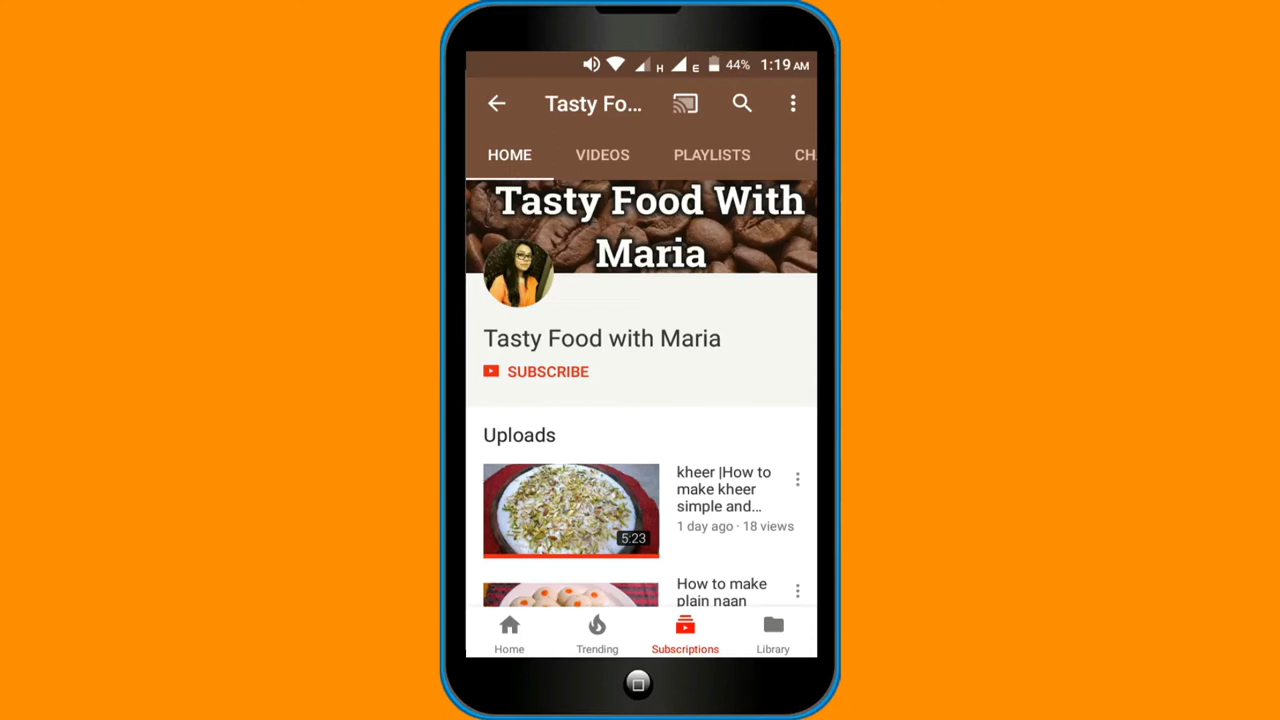 H E 44% 1:19 AM
Tasty Fo...
HOME VIDEOS PLAYLISTS CH
Tasty Food With
Maria
Tasty Food with Maria
SUBSCRIBE
Uploads
kheer |How to
make kheer
simple and...
1 day ago · 18 views
5:23
How to make
plain naan
Home Trending Subscriptions Library